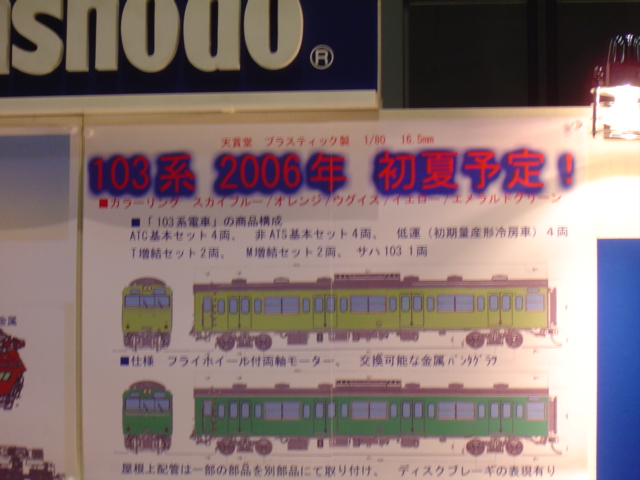 shodo®
天賞堂 プラスティック製 1/80 16.5mm
103系 2006年 初夏予定！
■カラーリング スカイブルー/オレンジ/ウグイス/イエロー/エメラルドグリーン
■「103系電車」の商品構成
ATC基本セット4両、 非ATS基本セット4両、 低運（初期量産形冷房車）4両
T増結セット2両、 M増結セット2両、 サハ103 1両
■仕様 フライホイール付両軸モーター、 交換可能な金属パンタグラフ
屋根上配管は一部の部品を別部品にて取り付け、 ディスクブレーキの表現有り
金属